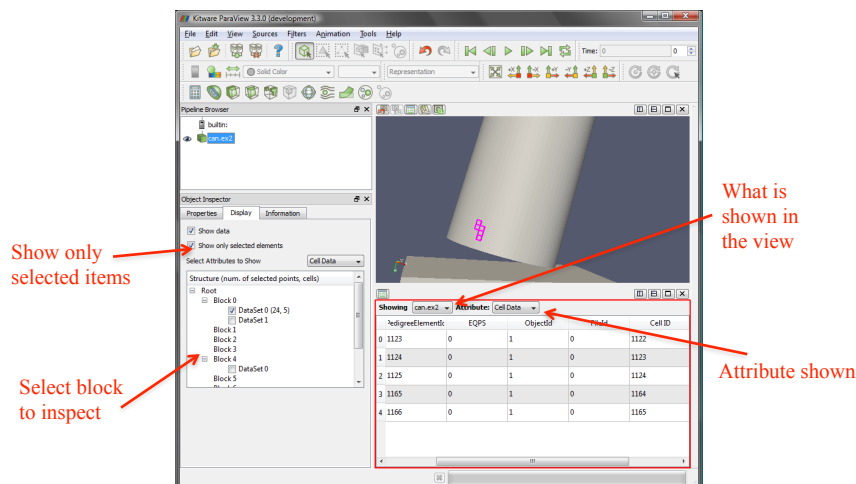 Kitware ParaView 3.3.0 (development)
File Edit View Sources Filters Animation Tools Help
Time: 0 0
Solid Color Representation
Pipeline Browser
builtin:
can.ex2
Object Inspector
Properties Display Information
Show data
Show only selected elements
Select Attributes to Show Cell Data
Structure (num. of selected points, cells)
Root
Block 0
DataSet 0 (24, 5)
DataSet 1
Block 1
Block 2
Block 3
Block 4
DataSet 0
Block 5
Showing can.ex2 Attribute: Cell Data
PedigreeElementId EQPS ObjectId FileId Cell ID
0 1123 0 1 0 1122
1 1124 0 1 0 1123
2 1125 0 1 0 1124
3 1165 0 1 0 1164
4 1166 0 1 0 1165
Show only
selected items
Select block
to inspect
What is
shown in
the view
Attribute shown